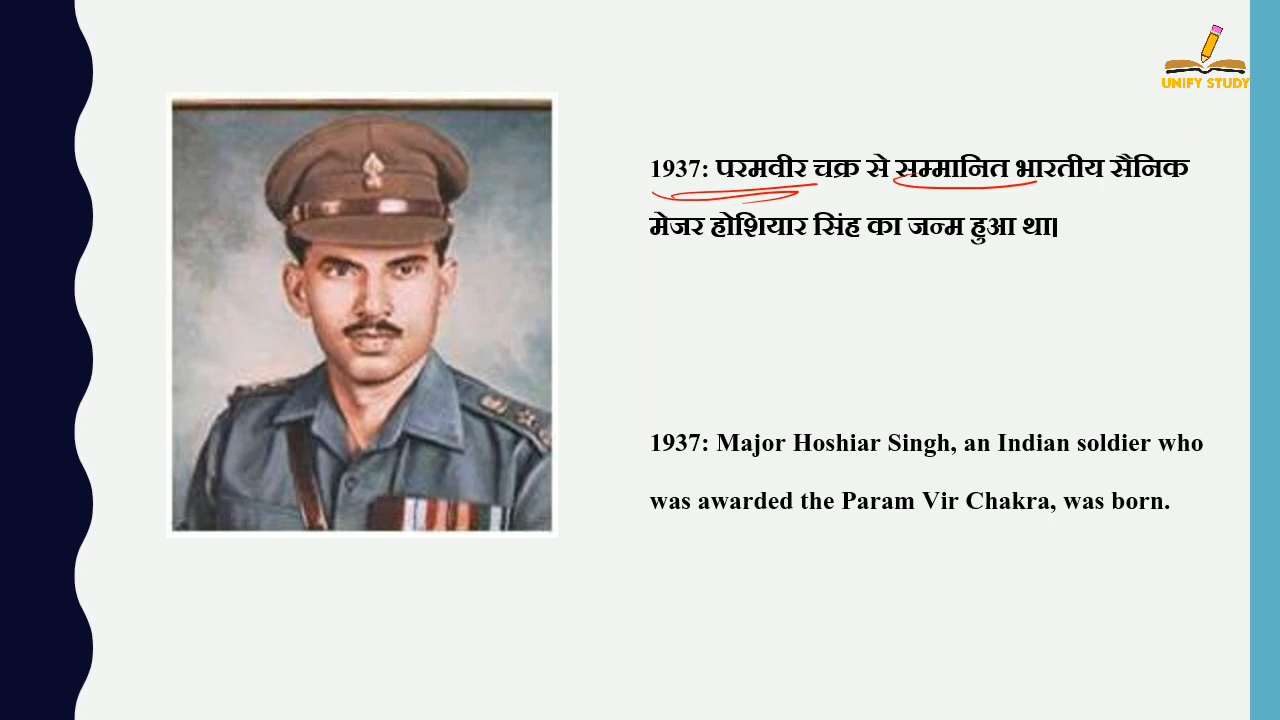 UNIFY STUDY
1937: परमवीर चक्र से सम्मानित भारतीय सैनिक
मेजर होशियार सिंह का जन्म हुआ था।
1937: Major Hoshiar Singh, an Indian soldier who
was awarded the Param Vir Chakra, was born.